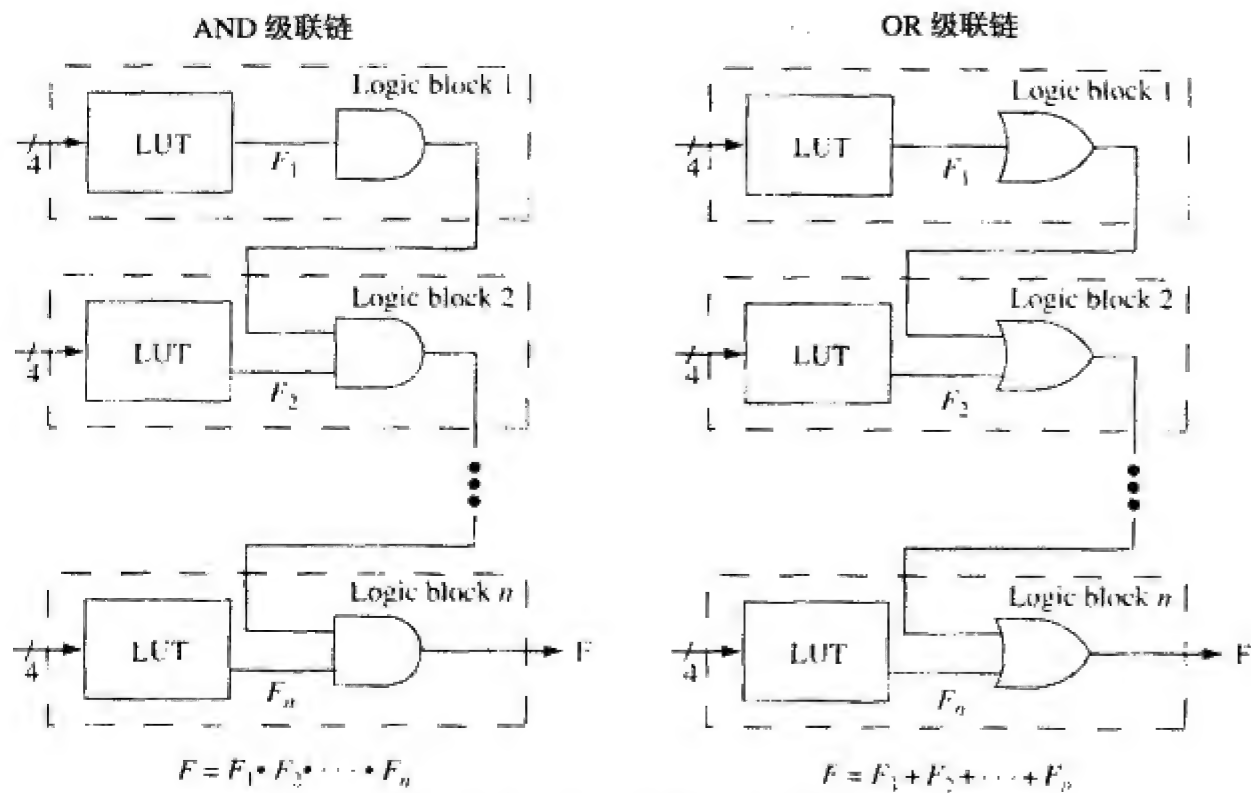 AND 级联链
Logic block 1
LUT
4
F₁
Logic block 2
LUT
4
F₂
Logic block n
LUT
4
Fₙ
F
F = F₁ • F₂ • ····· • Fₙ
OR 级联链
Logic block 1
LUT
4
F₁
Logic block 2
LUT
4
F₂
Logic block n
LUT
4
Fₙ
F
F = F₁ + F₂ + ··· + Fₙ